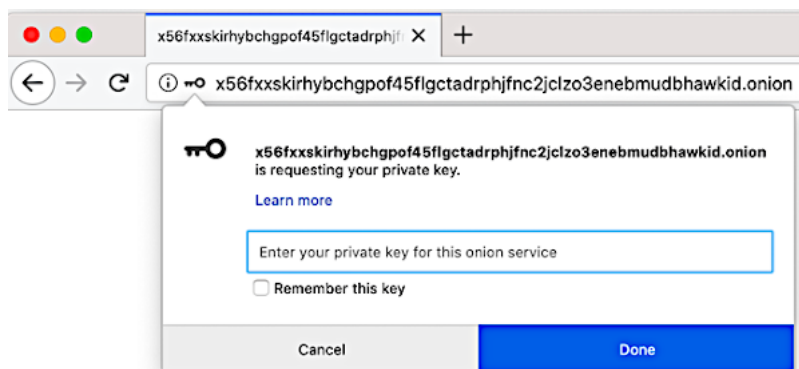 x56fxxskirhybchgpof45flgctadrphjf
x56fxxskirhybchgpof45flgctadrphjfnc2jclzo3enebmudbhawkid.onion
x56fxxskirhybchgpof45flgctadrphjfnc2jclzo3enebmudbhawkid.onion
is requesting your private key.
Learn more
Enter your private key for this onion service
Remember this key
Cancel
Done